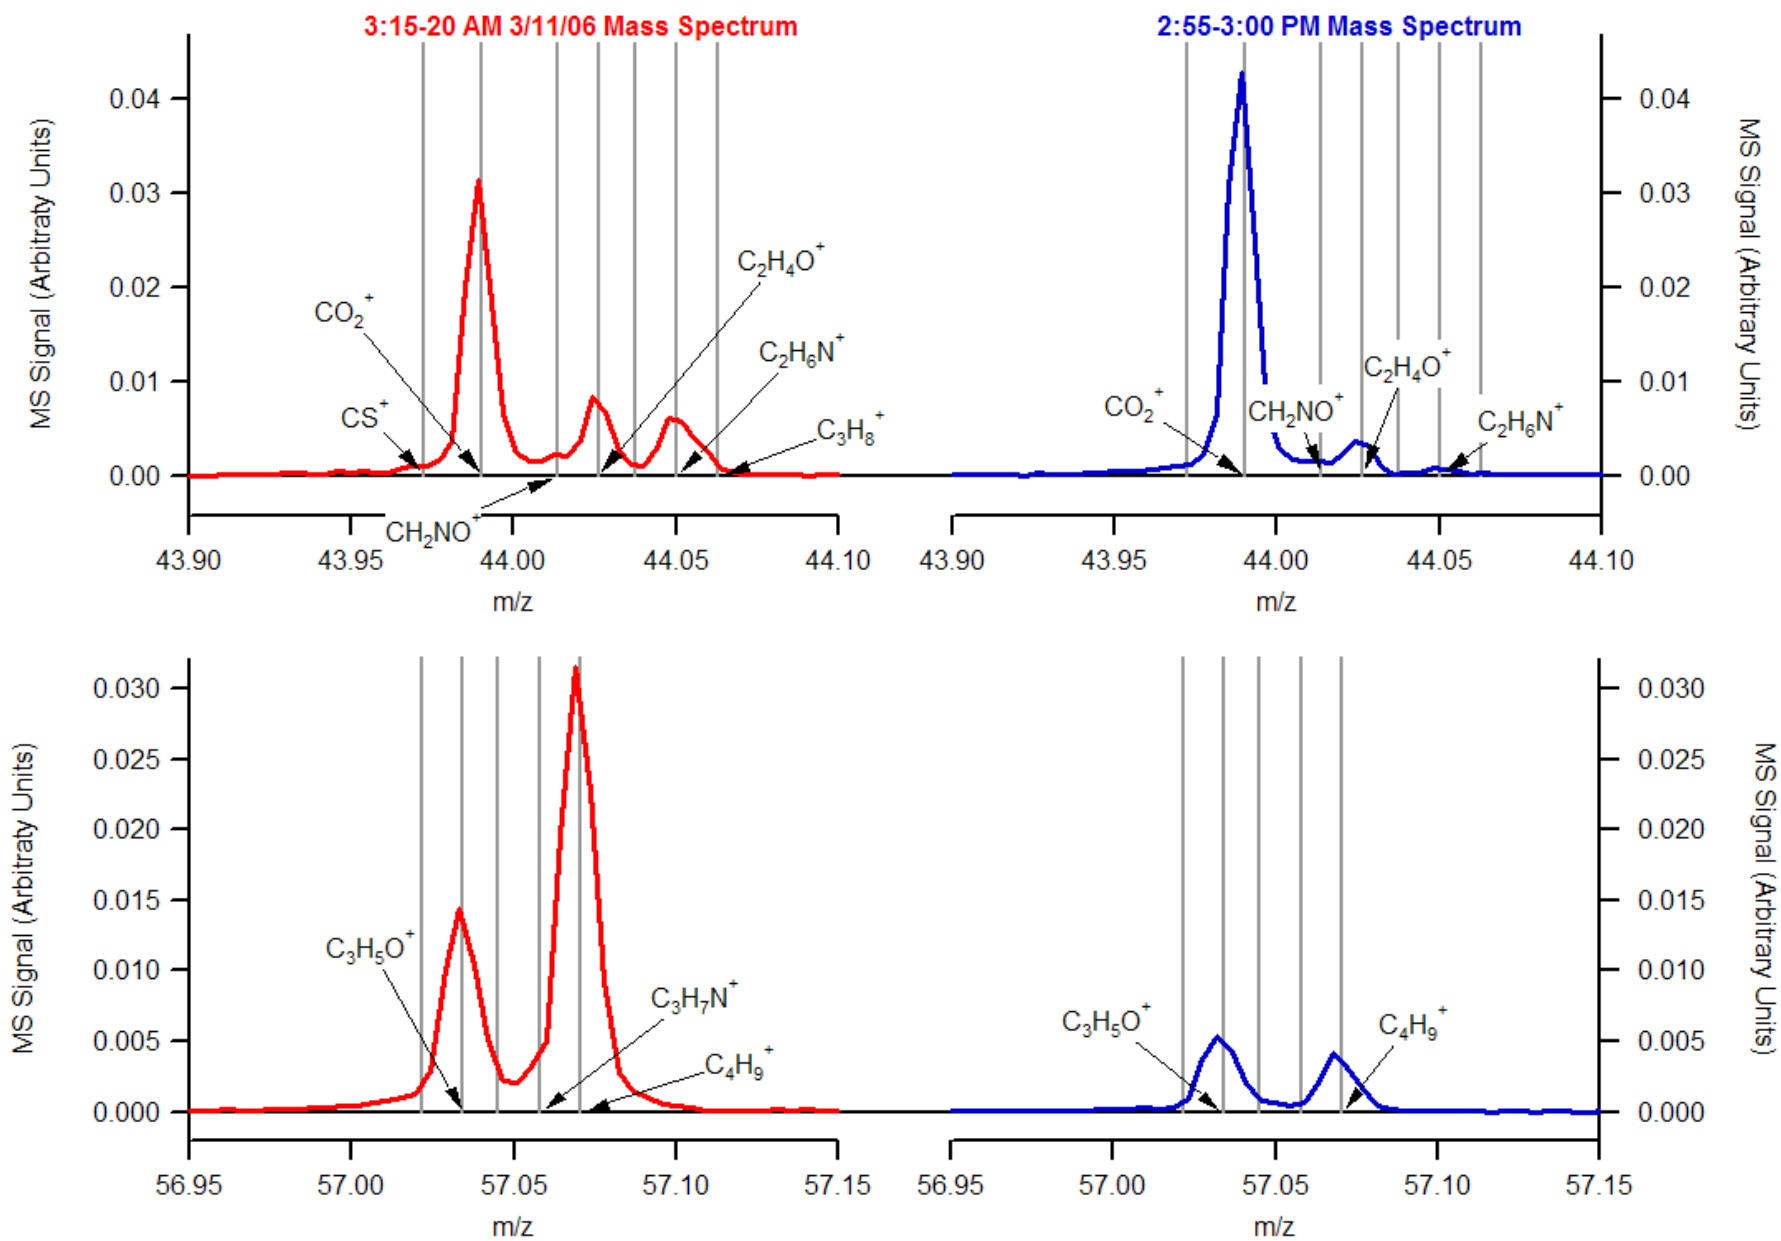 3:15-20 AM 3/11/06 Mass Spectrum
2:55-3:00 PM Mass Spectrum
MS Signal (Arbitraty Units)
0.04
0.03
0.02
0.01
0.00
CO₂⁺
CS⁺
CH₂NO⁺
C₂H₄O⁺
C₂H₆N⁺
C₃H₈⁺
43.90 43.95 44.00 44.05 44.10
m/z
CO₂⁺
CH₂NO⁺
C₂H₄O⁺
C₂H₆N⁺
0.04
0.03
0.02
0.01
0.00
MS Signal (Arbitrary Units)
43.90 43.95 44.00 44.05 44.10
m/z
MS Signal (Arbitraty Units)
0.030
0.025
0.020
0.015
0.010
0.005
0.000
C₃H₅O⁺
C₃H₇N⁺
C₄H₉⁺
56.95 57.00 57.05 57.10 57.15
m/z
C₃H₅O⁺
C₄H₉⁺
0.030
0.025
0.020
0.015
0.010
0.005
0.000
MS Signal (Arbitrary Units)
56.95 57.00 57.05 57.10 57.15
m/z